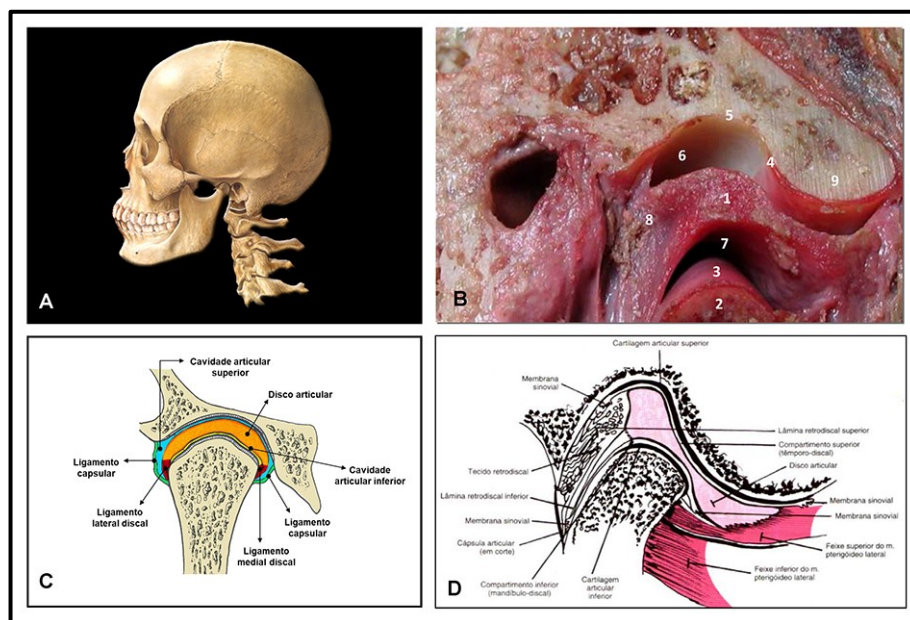 A
B
5
6
4
9
1
8
7
3
2
Cavidade articular
superior
Disco articular
Ligamento
capsular
Cavidade
articular inferior
Ligamento
lateral discal
Ligamento
capsular
Ligamento
medial discal
C
Cartilagem articular superior
Membrana
sinovial
Lâmina retrodiscal superior
Compartimento superior
(têmporo-discal)
Tecido retrodiscal
Disco articular
Lâmina retrodiscal inferior
Membrana sinovial
Membrana sinovial
Membrana sinovial
Cápsula articular
(em corte)
Feixe superior do m.
pterigóideo lateral
Feixe inferior do m.
pterigóideo lateral
Compartimento inferior
(mandíbulo-discal)
Cartilagem
articular
inferior
D